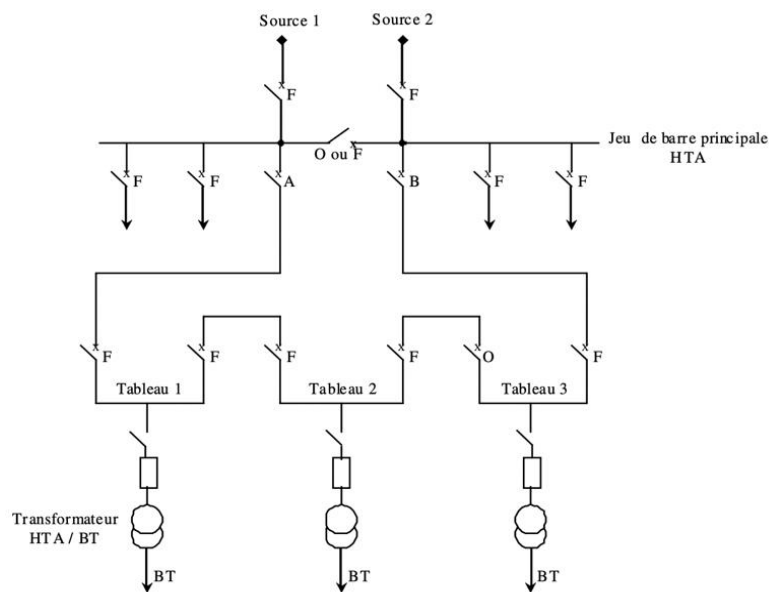 Source 1
Source 2
F
F
O ou F
Jeu de barre principale
HTA
F
F
A
B
F
F
F
F
F
F
O
F
Tableau 1
Tableau 2
Tableau 3
Transformateur
HTA / BT
BT
BT
BT